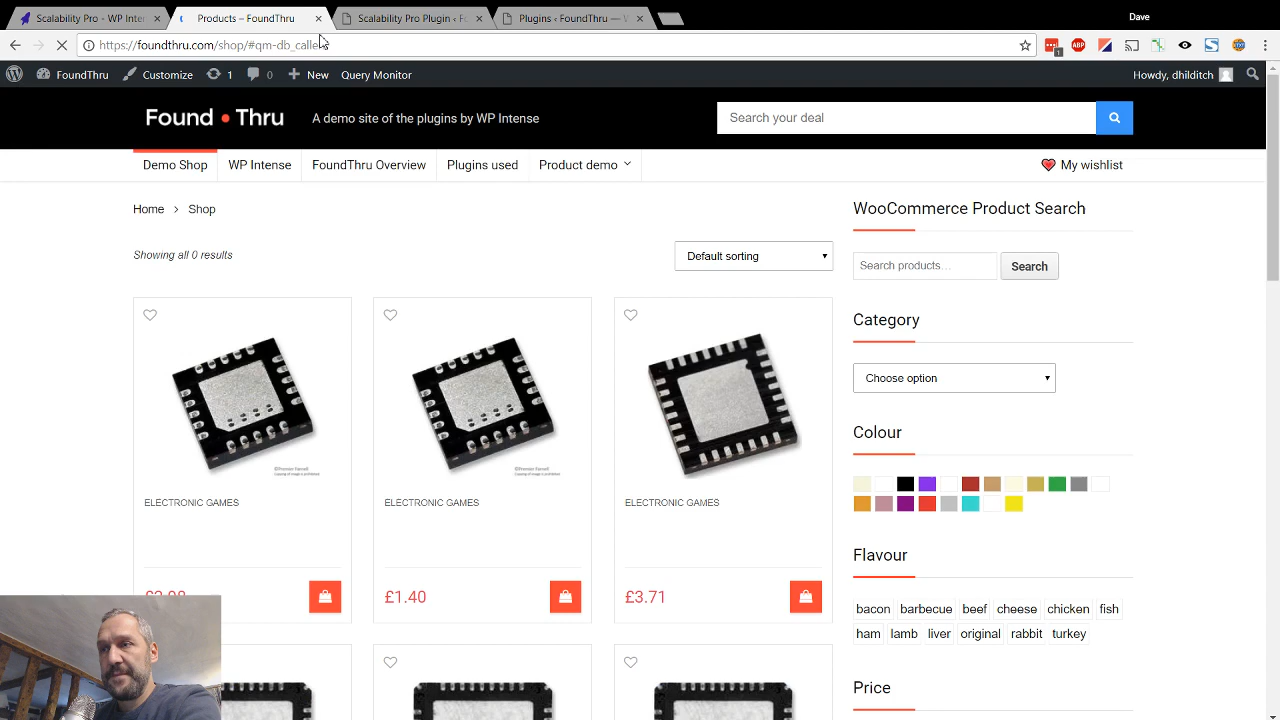 Scalability Pro - WP Inte
Products – FoundThru
Scalability Pro Plugin ‹ Fo
Plugins ‹ FoundThru — V
Dave
https://foundthru.com/shop/#qm-db_calle
1
FoundThru
Customize
1
0
New
Query Monitor
Howdy, dhilditch
Found Thru
A demo site of the plugins by WP Intense
Search your deal
Demo Shop
WP Intense
FoundThru Overview
Plugins used
Product demo
My wishlist
Home > Shop
WooCommerce Product Search
Showing all 0 results
Default sorting
Search products…
Search
Category
Choose option
Colour
ELECTRONIC GAMES
ELECTRONIC GAMES
ELECTRONIC GAMES
Flavour
£1.40
£3.71
bacon barbecue beef cheese chicken fish
ham lamb liver original rabbit turkey
Price